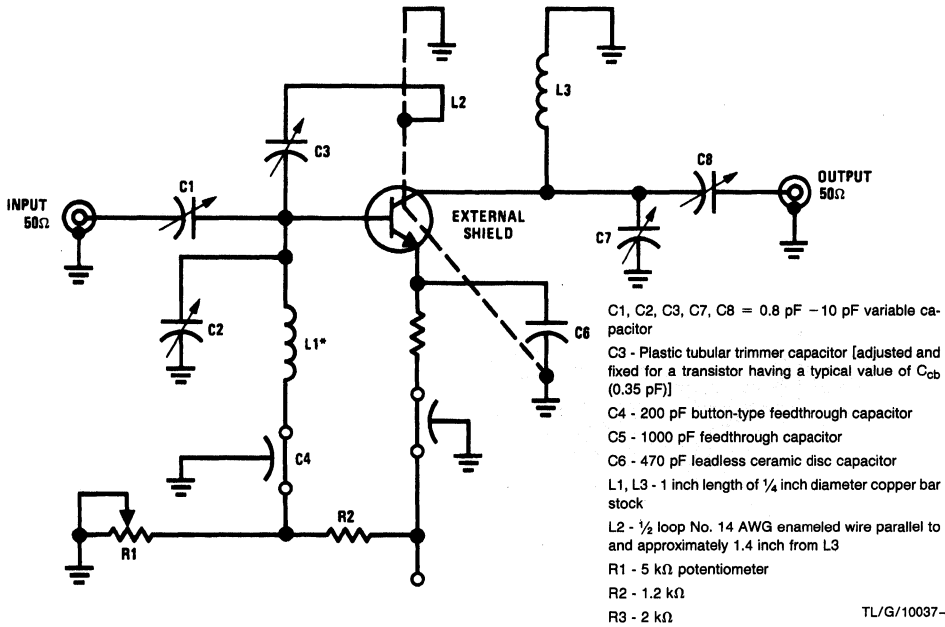 L2
L3
C3
C8
C1
INPUT
50Ω
OUTPUT
50Ω
EXTERNAL
SHIELD
C7
C2
L1*
C6
C4
R2
R1
C1, C2, C3, C7, C8 = 0.8 pF – 10 pF variable ca-
pacitor
C3 - Plastic tubular trimmer capacitor [adjusted and
fixed for a transistor having a typical value of Ccb
(0.35 pF)]
C4 - 200 pF button-type feedthrough capacitor
C5 - 1000 pF feedthrough capacitor
C6 - 470 pF leadless ceramic disc capacitor
L1, L3 - 1 inch length of ¼ inch diameter copper bar
stock
L2 - ½ loop No. 14 AWG enameled wire parallel to
and approximately 1.4 inch from L3
R1 - 5 kΩ potentiometer
R2 - 1.2 kΩ
R3 - 2 kΩ
TL/G/10037–